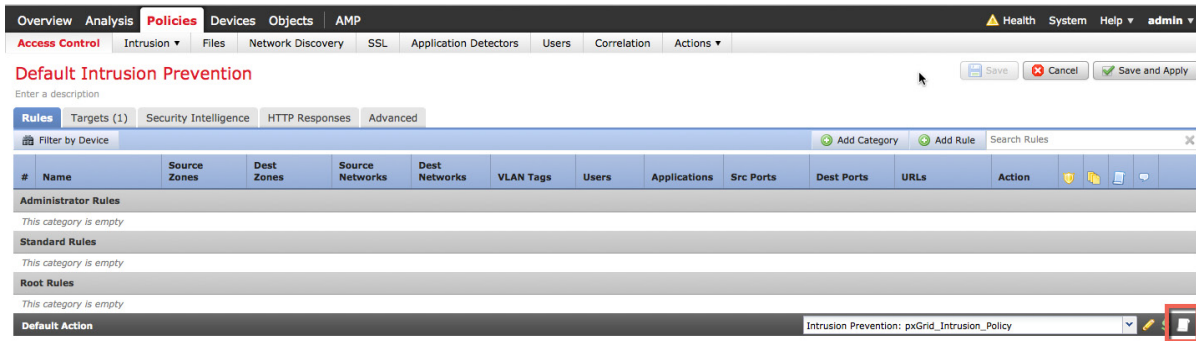 Overview Analysis Policies Devices Objects AMP Health System Help ▾ admin ▾
Access Control Intrusion ▾ Files Network Discovery SSL Application Detectors Users Correlation Actions ▾
Default Intrusion Prevention Save Cancel Save and Apply
Enter a description
Rules Targets (1) Security Intelligence HTTP Responses Advanced
Filter by Device Add Category Add Rule Search Rules
# Name Source Zones Dest Zones Source Networks Dest Networks VLAN Tags Users Applications Src Ports Dest Ports URLs Action
Administrator Rules
This category is empty
Standard Rules
This category is empty
Root Rules
This category is empty
Default Action Intrusion Prevention: pxGrid_Intrusion_Policy